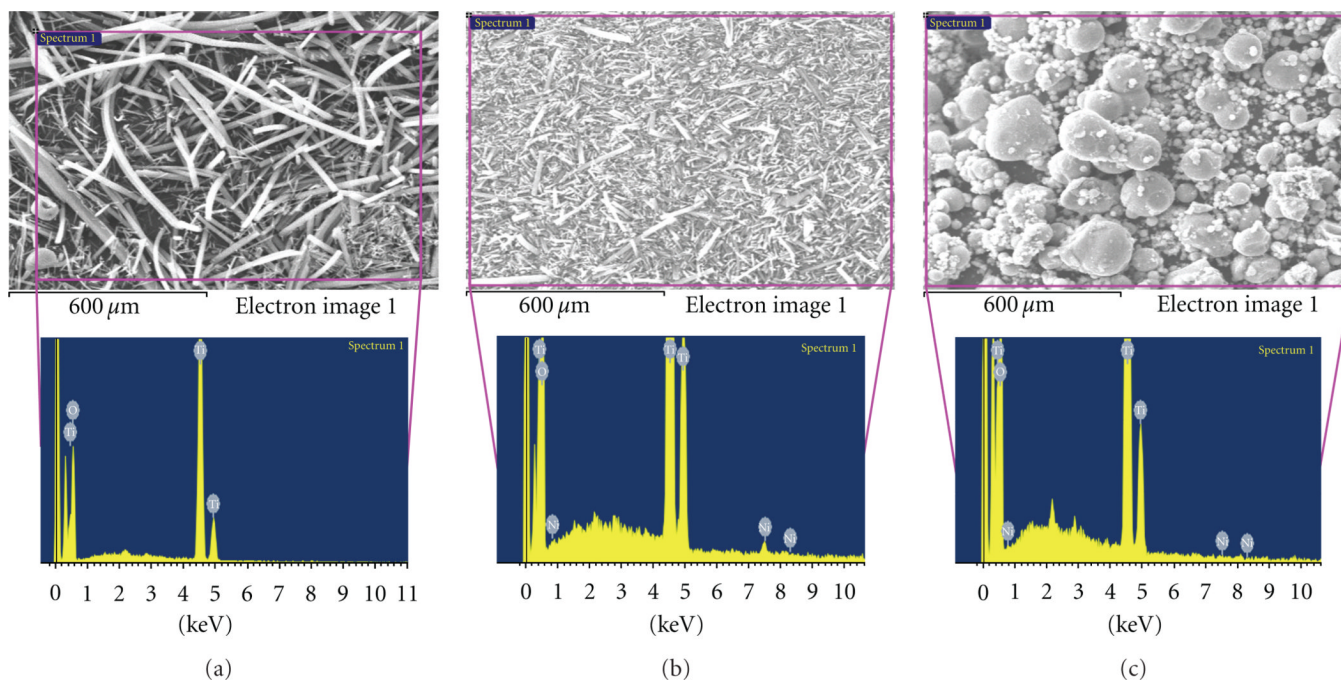 Spectrum 1
600 μm
Electron image 1
Spectrum 1
Ti
O
Ti
Ti
0 1 2 3 4 5 6 7 8 9 10 11
(keV)
(a)
Spectrum 1
600 μm
Electron image 1
Spectrum 1
Ti
O
Ni
Ti
Ti
Ni
Ni
0 1 2 3 4 5 6 7 8 9 10
(keV)
(b)
Spectrum 1
600 μm
Electron image 1
Spectrum 1
Ti
O
Ni
Ti
Ti
Ni
Ni
0 1 2 3 4 5 6 7 8 9 10
(keV)
(c)